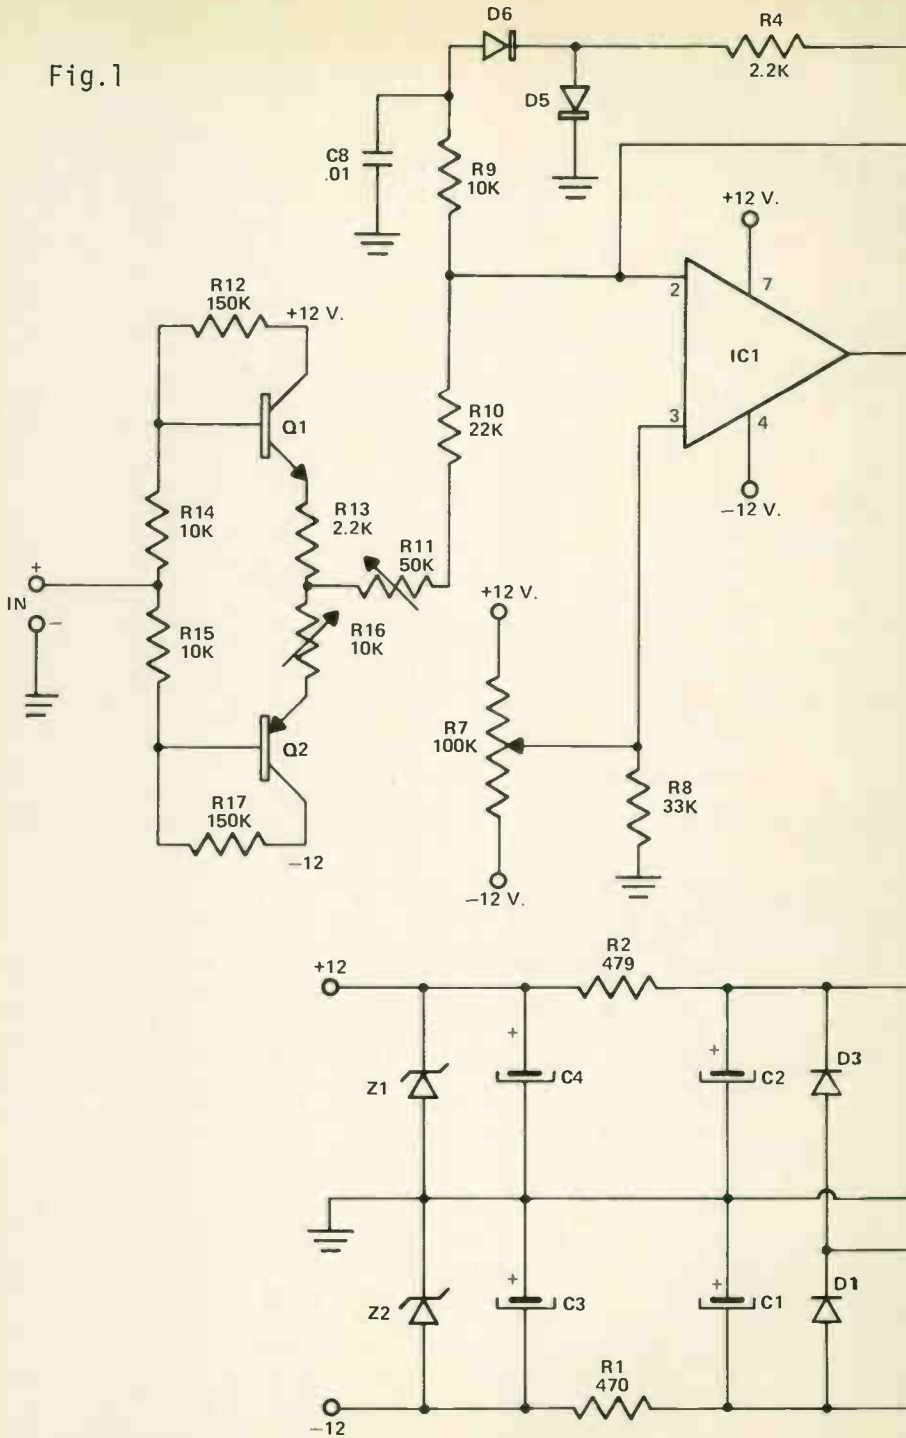 Fig.1
D6
R4
2.2K
D5
C8
.01
R9
10K
+12 V.
7
2
IC1
3
4
-12 V.
R12
150K
+12 V.
Q1
R10
22K
R14
10K
R13
2.2K
R11
50K
+
IN
-
R15
10K
R16
10K
+12 V.
R7
100K
Q2
R8
33K
R17
150K
-12
-12 V.
+12
R2
479
+
+
Z1
C4
C2
D3
+
+
Z2
C3
C1
D1
R1
470
-12